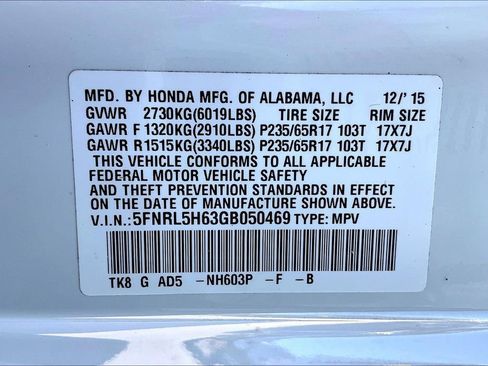 MFD. BY HONDA MFG. OF ALABAMA, LLC 12/'15
GVWR 2730KG(6019LBS) TIRE SIZE RIM SIZE
GAWR F 1320KG(2910LBS) P235/65R17 103T 17X7J
GAWR R1515KG(3340LBS) P235/65R17 103T 17X7J
THIS VEHICLE CONFORMS TO ALL APPLICABLE
FEDERAL MOTOR VEHICLE SAFETY
AND THEFT PREVENTION STANDARDS IN EFFECT
ON THE DATE OF MANUFACTURE SHOWN ABOVE.
V.I.N.: 5FNRL5H63GB050469 TYPE: MPV
TK8 G AD5 -NH603P -F -B